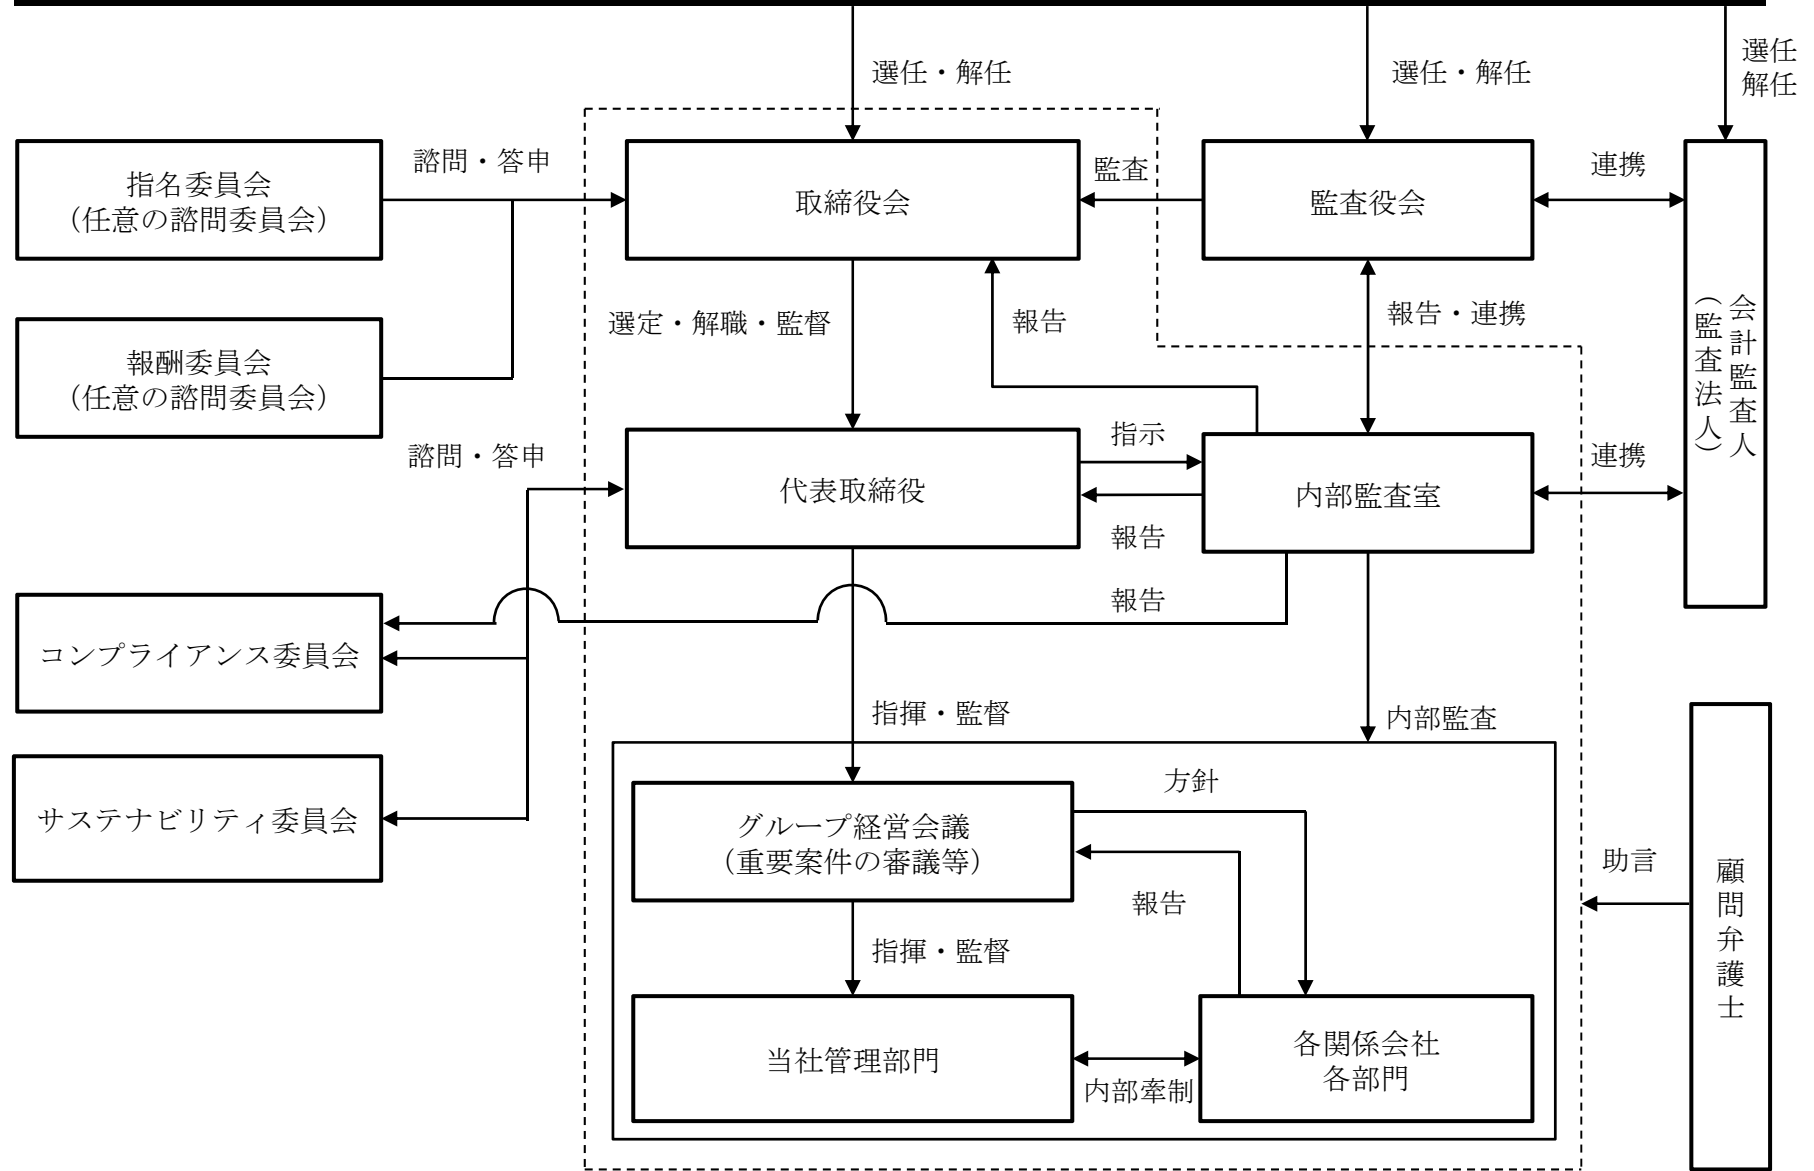 選任・解任
選任・解任
選任
解任
指名委員会
（任意の諮問委員会）
諮問・答申
取締役会
監査
監査役会
連携
会計監査人
（監査法人）
報酬委員会
（任意の諮問委員会）
選定・解職・監督
報告
報告・連携
諮問・答申
代表取締役
指示
報告
内部監査室
連携
報告
コンプライアンス委員会
指揮・監督
内部監査
サステナビリティ委員会
グループ経営会議
（重要案件の審議等）
方針
報告
助言
顧問弁護士
指揮・監督
当社管理部門
内部牽制
各関係会社
各部門